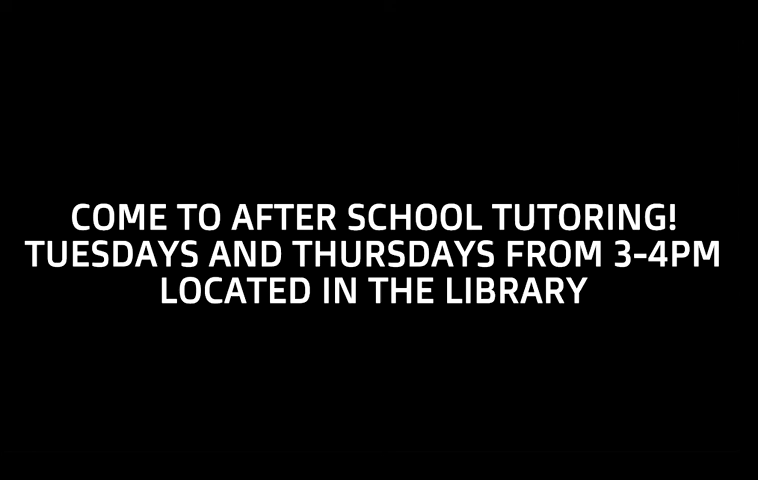 COME TO AFTER SCHOOL TUTORING!
TUESDAYS AND THURSDAYS FROM 3-4PM
LOCATED IN THE LIBRARY